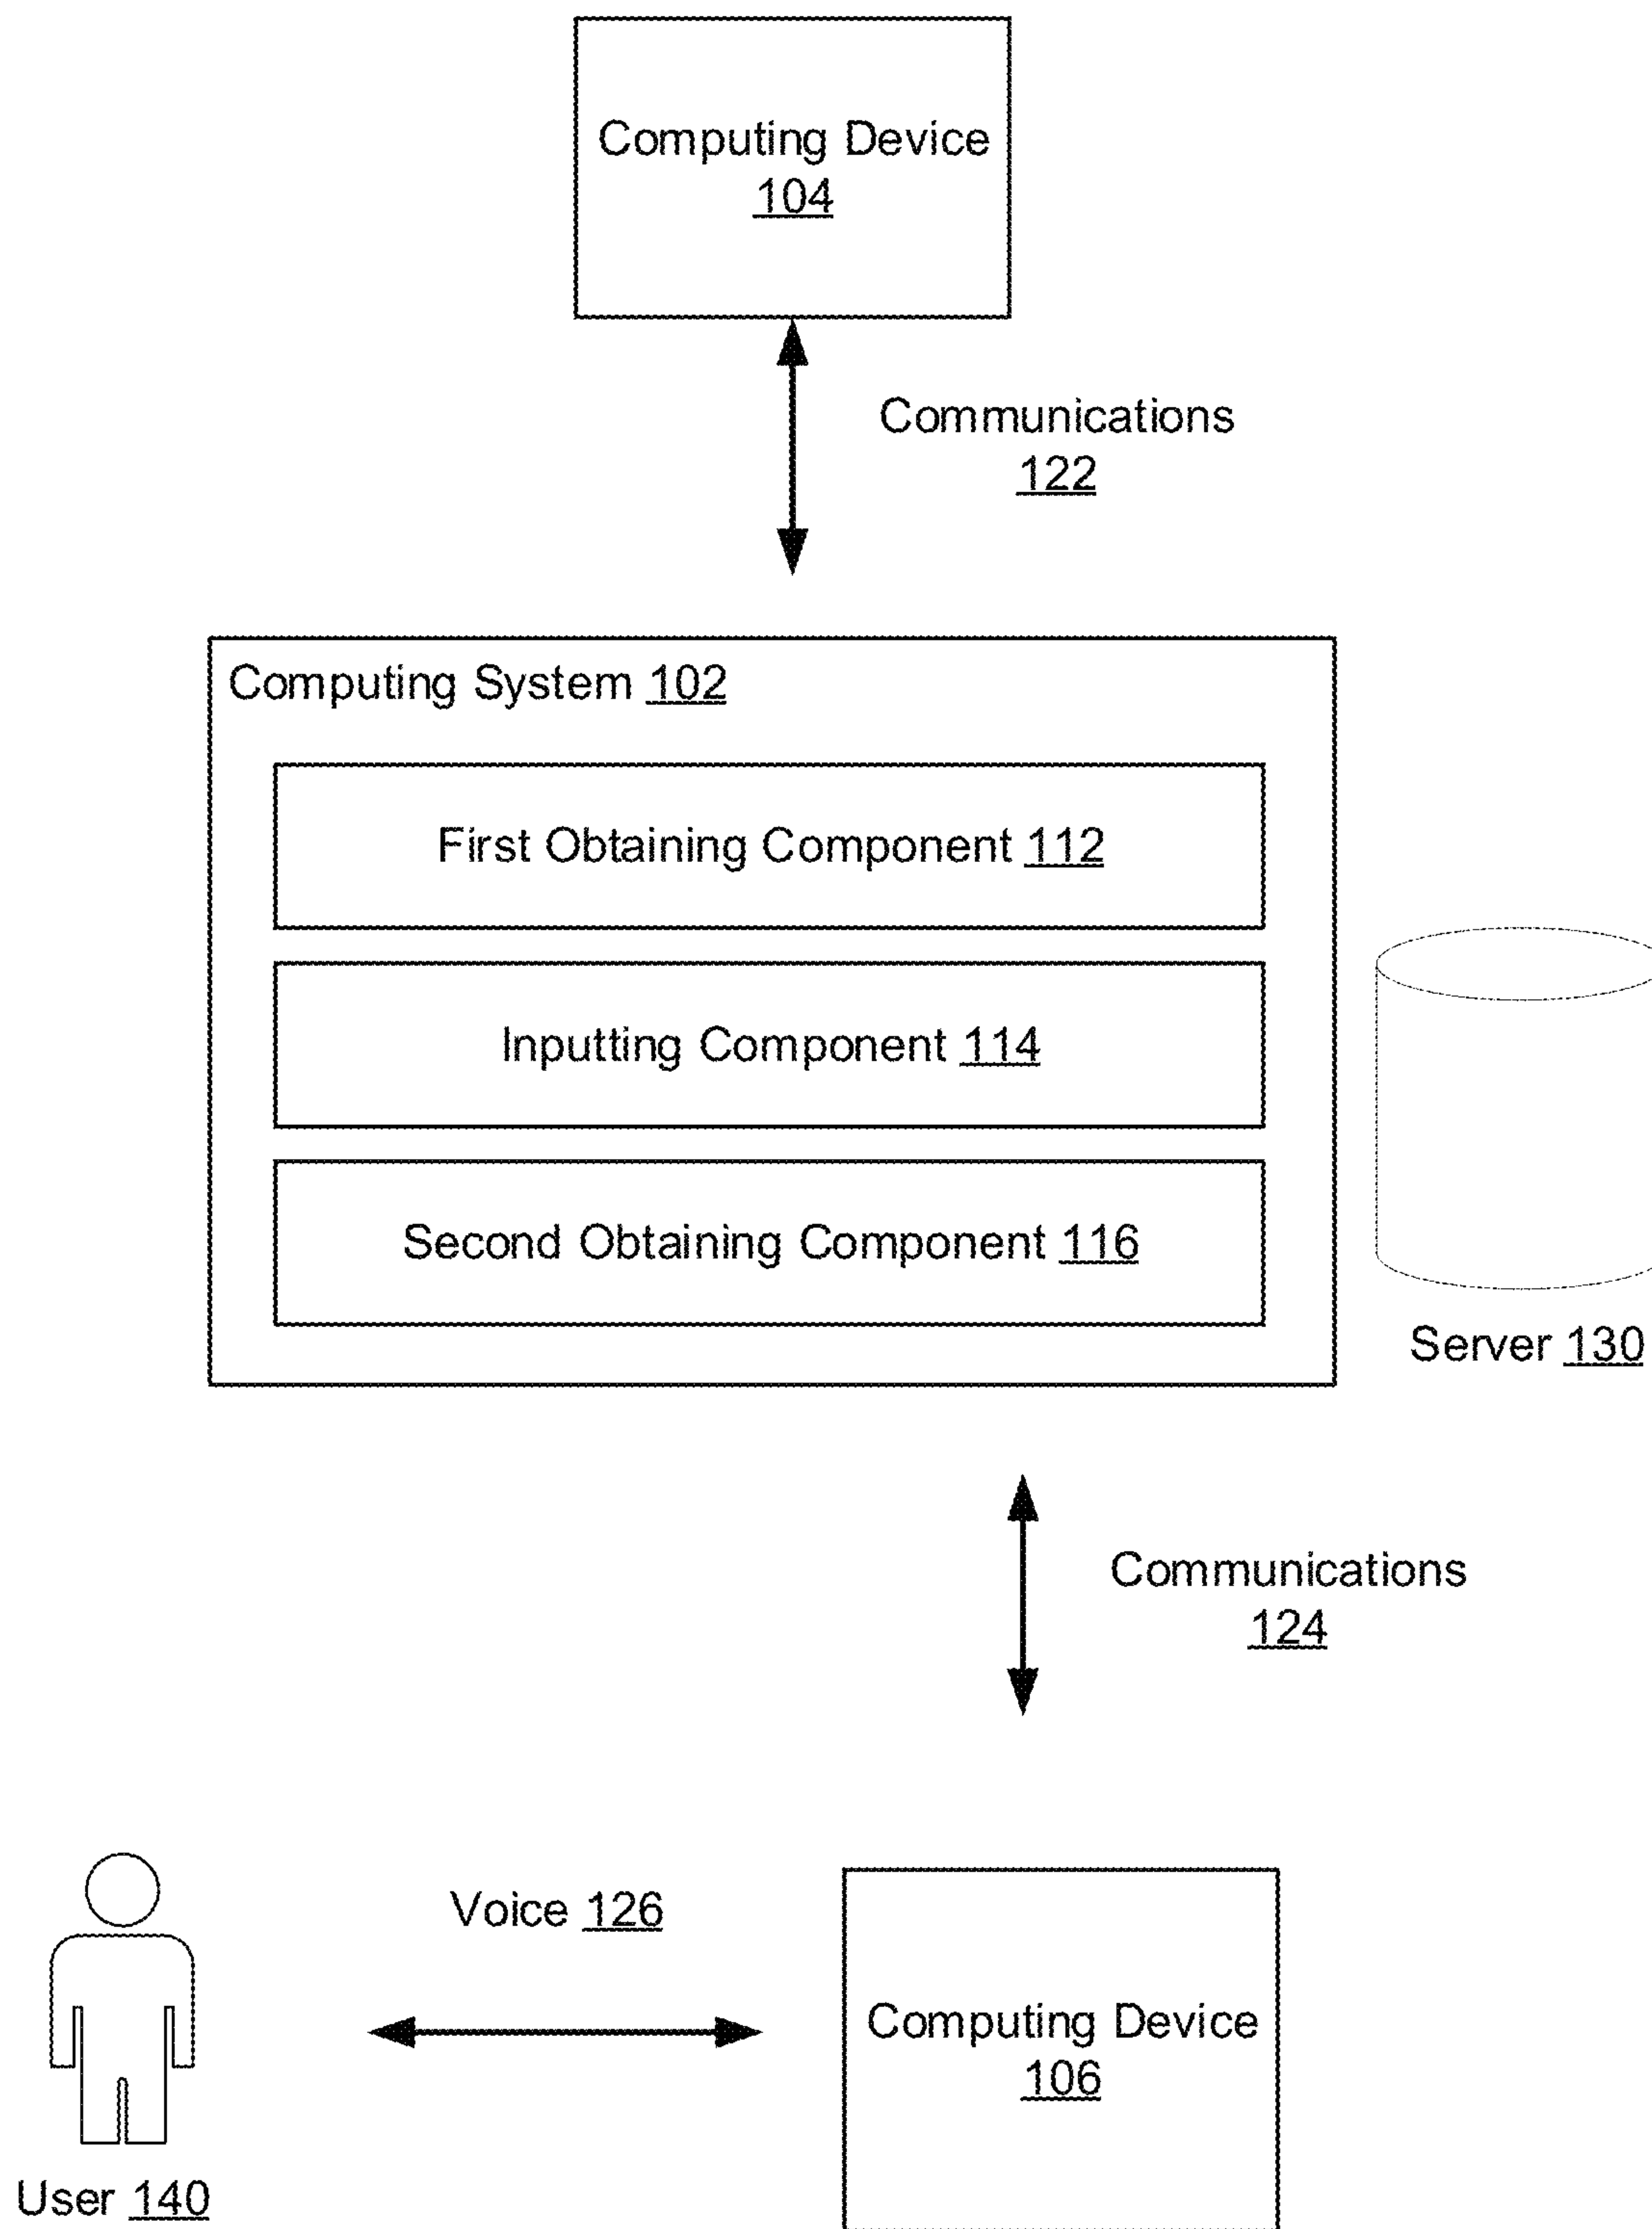 Computing Device
104
Communications
122
Computing System 102
First Obtaining Component 112
Inputting Component 114
Second Obtaining Component 116
Server 130
Communications
124
Voice 126
Computing Device
106
User 140